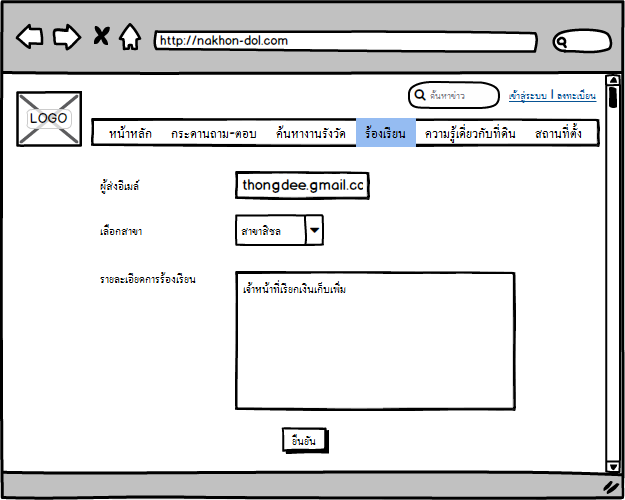 http://nakhon-dol.com
ค้นหาข่าว
เข้าสู่ระบบ | ลงทะเบียน
LOGO
หน้าหลัก กระดานถาม-ตอบ ค้นหางานรังวัด ร้องเรียน ความรู้เกี่ยวกับที่ดิน สถานที่ตั้ง
ผู้ส่งอีเมล์ thongdee.gmail.cc
เลือกสาขา สาขาสิชล
รายละเอียดการร้องเรียน
เจ้าหน้าที่เรียกเงินเก็บเพิ่ม
ยืนยัน